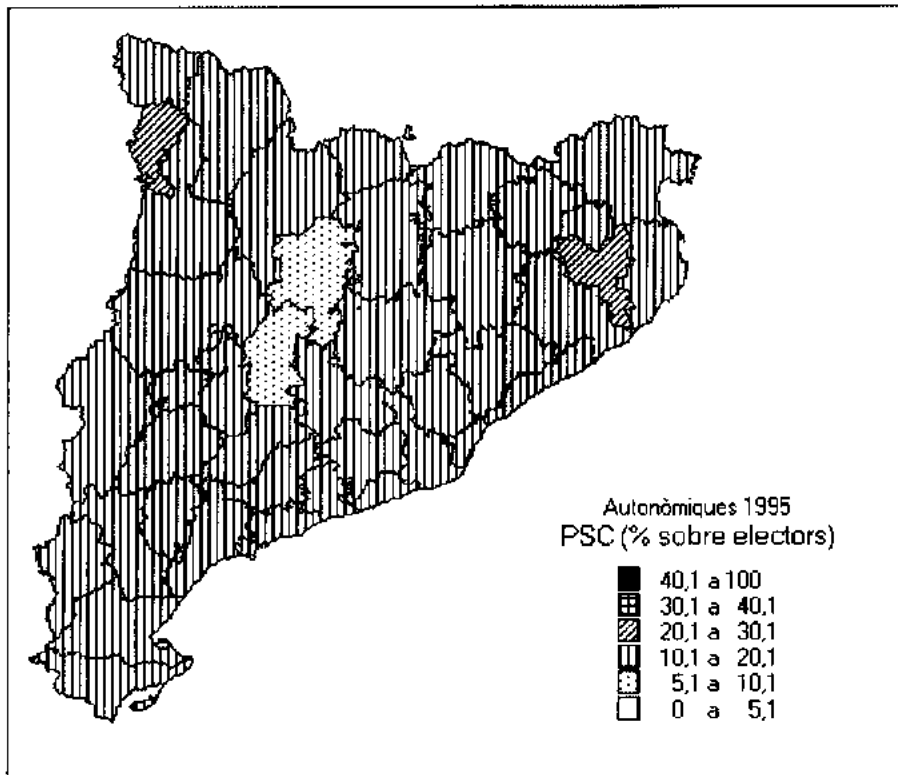 Autonòmiques 1995
PSC (% sobre electors)
40,1 a 100
30,1 a 40,1
20,1 a 30,1
10,1 a 20,1
5,1 a 10,1
0 a 5,1